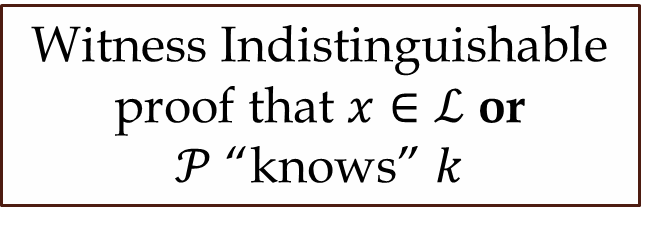 Witness Indistinguishable
proof that 𝑥 ∈ ℒ or
𝒫 “knows” 𝑘